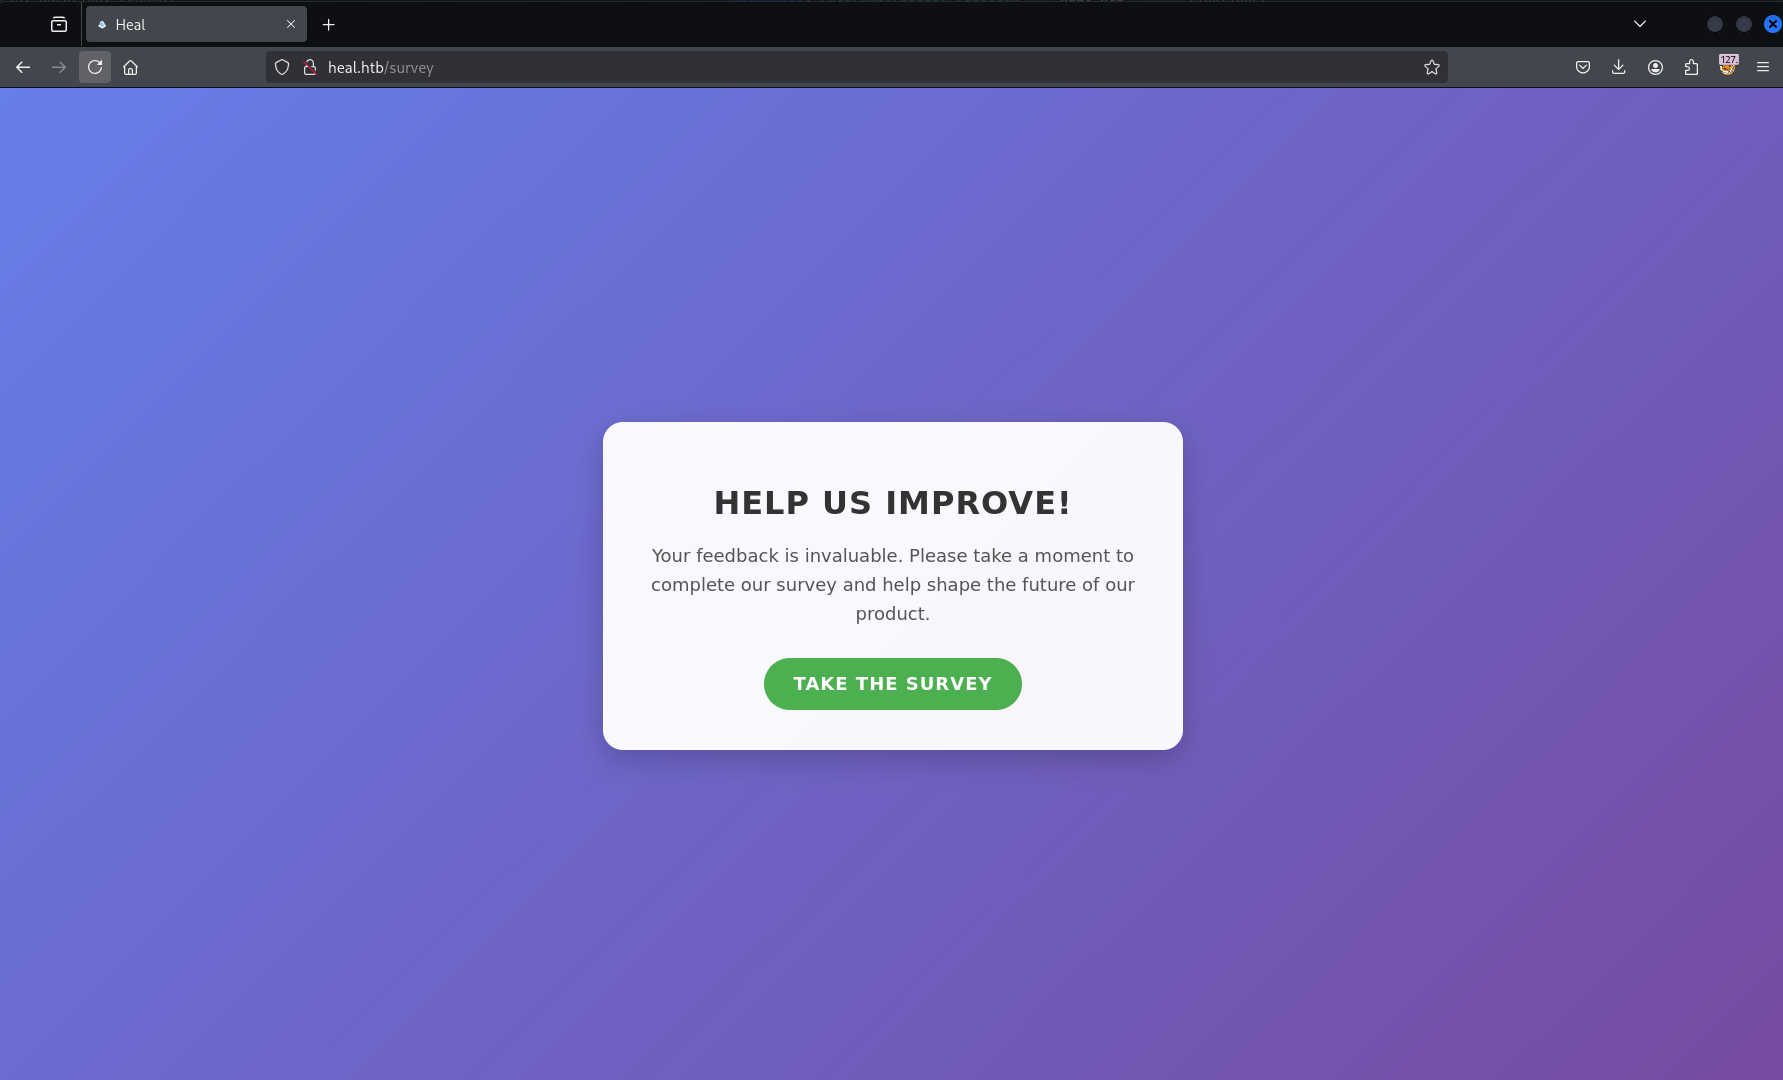 Heal
heal.htb/survey
127.
HELP US IMPROVE!
Your feedback is invaluable. Please take a moment to
complete our survey and help shape the future of our
product.
TAKE THE SURVEY